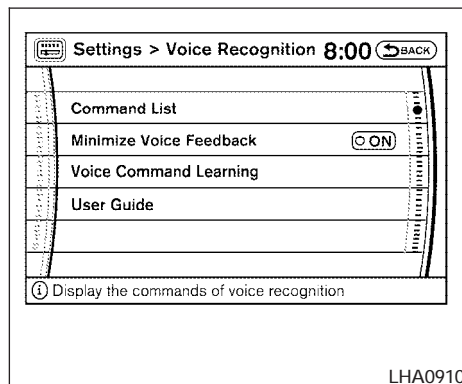 Settings > Voice Recognition 8:00 BACK
Command List
Minimize Voice Feedback ON
Voice Command Learning
User Guide
i Display the commands of voice recognition
LHA0910